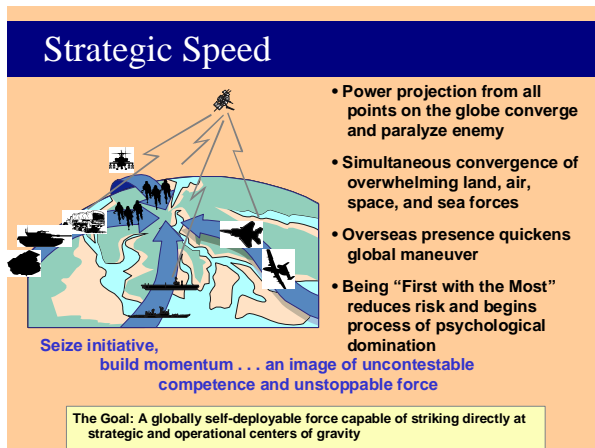 Strategic Speed
• Power projection from all
points on the globe converge
and paralyze enemy
• Simultaneous convergence of
overwhelming land, air,
space, and sea forces
• Overseas presence quickens
global maneuver
• Being “First with the Most”
reduces risk and begins
process of psychological
domination
Seize initiative,
build momentum . . . an image of uncontestable
competence and unstoppable force
The Goal: A globally self-deployable force capable of striking directly at
strategic and operational centers of gravity